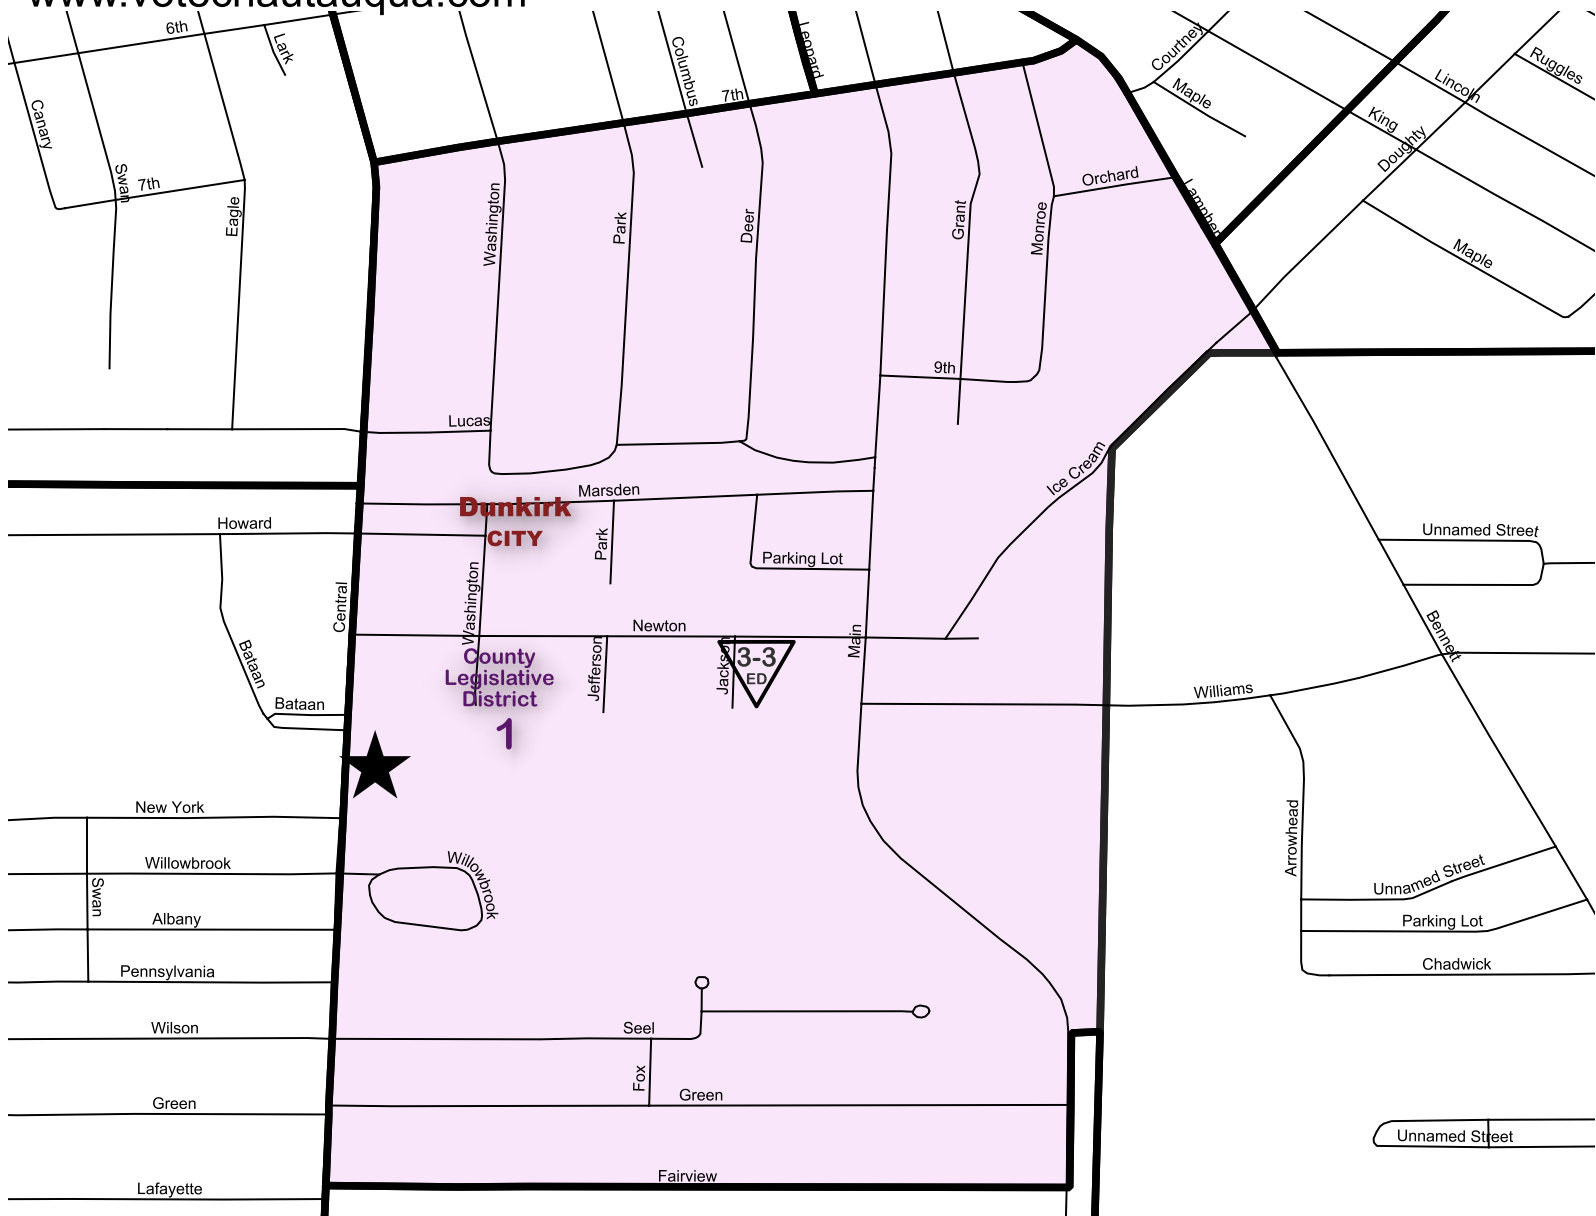 www.votechautauqua.com
6th
Lark
Columbus
Leopard
Courtney
Ruggles
Canary
7th
Maple
Lincoln
King
Doughty
Swan
7th
Eagle
Washington
Park
Deer
Grant
Monroe
Orchard
Lamphere
Maple
9th
Lucas
Ice Cream
Marsden
Dunkirk
CITY
Howard
Park
Parking Lot
Unnamed Street
Central
Washington
Newton
Main
Bennett
Bataan
County
Legislative
District
1
Jefferson
Jackson
3-3
ED
Williams
Bataan
New York
Willowbrook
Willowbrook
Swan
Arrowhead
Unnamed Street
Albany
Parking Lot
Pennsylvania
Chadwick
Wilson
Seel
Fox
Green
Green
Unnamed Street
Fairview
Lafayette